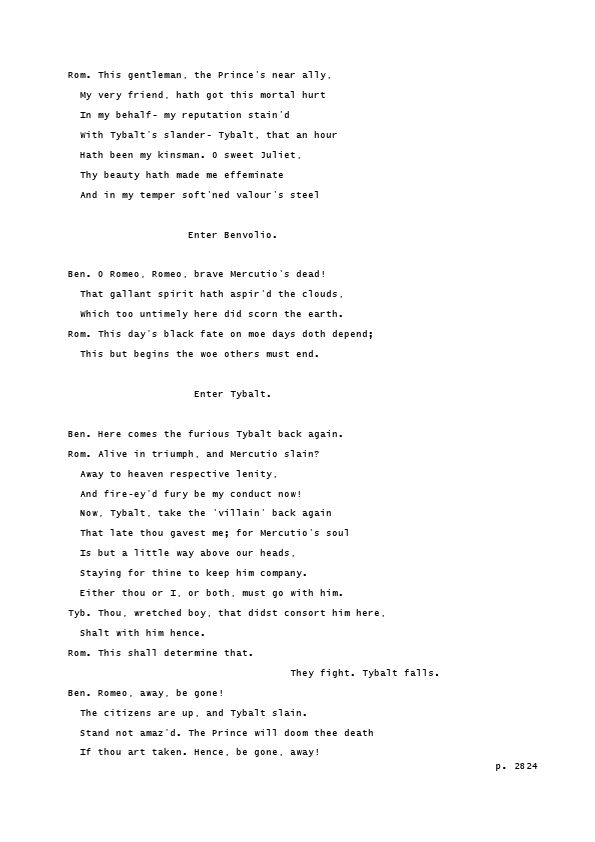 Rom. This gentleman, the Prince's near ally,
My very friend, hath got this mortal hurt
In my behalf- my reputation stain'd
With Tybalt's slander- Tybalt, that an hour
Hath been my kinsman. O sweet Juliet,
Thy beauty hath made me effeminate
And in my temper soft'ned valour's steel
Enter Benvolio.
Ben. O Romeo, Romeo, brave Mercutio's dead!
That gallant spirit hath aspir'd the clouds,
Which too untimely here did scorn the earth.
Rom. This day's black fate on moe days doth depend;
This but begins the woe others must end.
Enter Tybalt.
Ben. Here comes the furious Tybalt back again.
Rom. Alive in triumph, and Mercutio slain?
Away to heaven respective lenity,
And fire-ey'd fury be my conduct now!
Now, Tybalt, take the 'villain' back again
That late thou gavest me; for Mercutio's soul
Is but a little way above our heads,
Staying for thine to keep him company.
Either thou or I, or both, must go with him.
Tyb. Thou, wretched boy, that didst consort him here,
Shalt with him hence.
Rom. This shall determine that.
They fight. Tybalt falls.
Ben. Romeo, away, be gone!
The citizens are up, and Tybalt slain.
Stand not amaz'd. The Prince will doom thee death
If thou art taken. Hence, be gone, away!
p. 2824